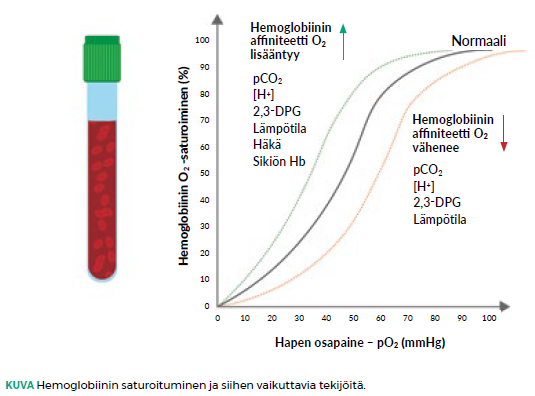 Hemoglobiinin
affiniteetti O₂
lisääntyy
pCO₂
[H⁺]
2,3-DPG
Lämpötila
Häkä
Sikiön Hb
Normaali
Hemoglobiinin
affiniteetti O₂
vähenee
pCO₂
[H⁺]
2,3-DPG
Lämpötila
Hemoglobiinin O₂ -saturoiminen (%)
100
90
80
70
60
50
40
30
20
10
0
0 10 20 30 40 50 60 70 80 90 100
Hapen osapaine – pO₂ (mmHg)
KUVA Hemoglobiinin saturoituminen ja siihen vaikuttavia tekijöitä.